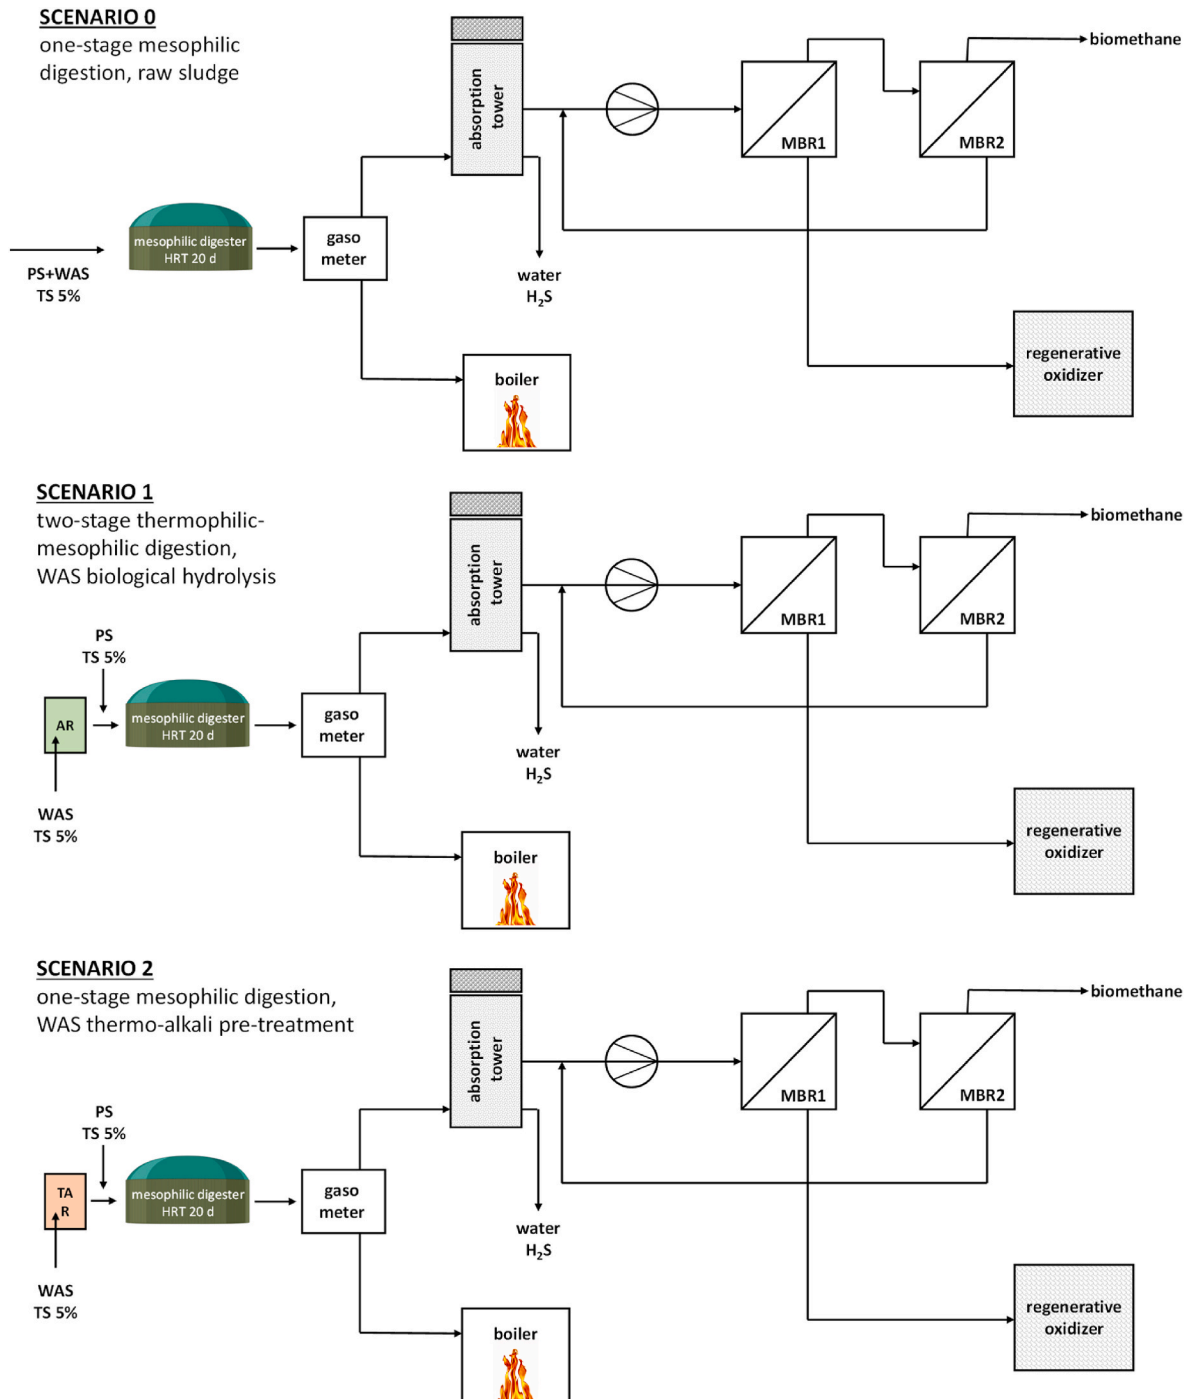 SCENARIO 0
one-stage mesophilic
digestion, raw sludge
absorption
tower
MBR1
MBR2
biomethane
mesophilic digester
HRT 20 d
gaso
meter
PS+WAS
TS 5%
water
H₂S
boiler
regenerative
oxidizer
SCENARIO 1
two-stage thermophilic-
mesophilic digestion,
WAS biological hydrolysis
absorption
tower
MBR1
MBR2
biomethane
PS
TS 5%
AR
mesophilic digester
HRT 20 d
gaso
meter
WAS
TS 5%
water
H₂S
boiler
regenerative
oxidizer
SCENARIO 2
one-stage mesophilic digestion,
WAS thermo-alkali pre-treatment
absorption
tower
MBR1
MBR2
biomethane
PS
TS 5%
TA
R
mesophilic digester
HRT 20 d
gaso
meter
WAS
TS 5%
water
H₂S
boiler
regenerative
oxidizer